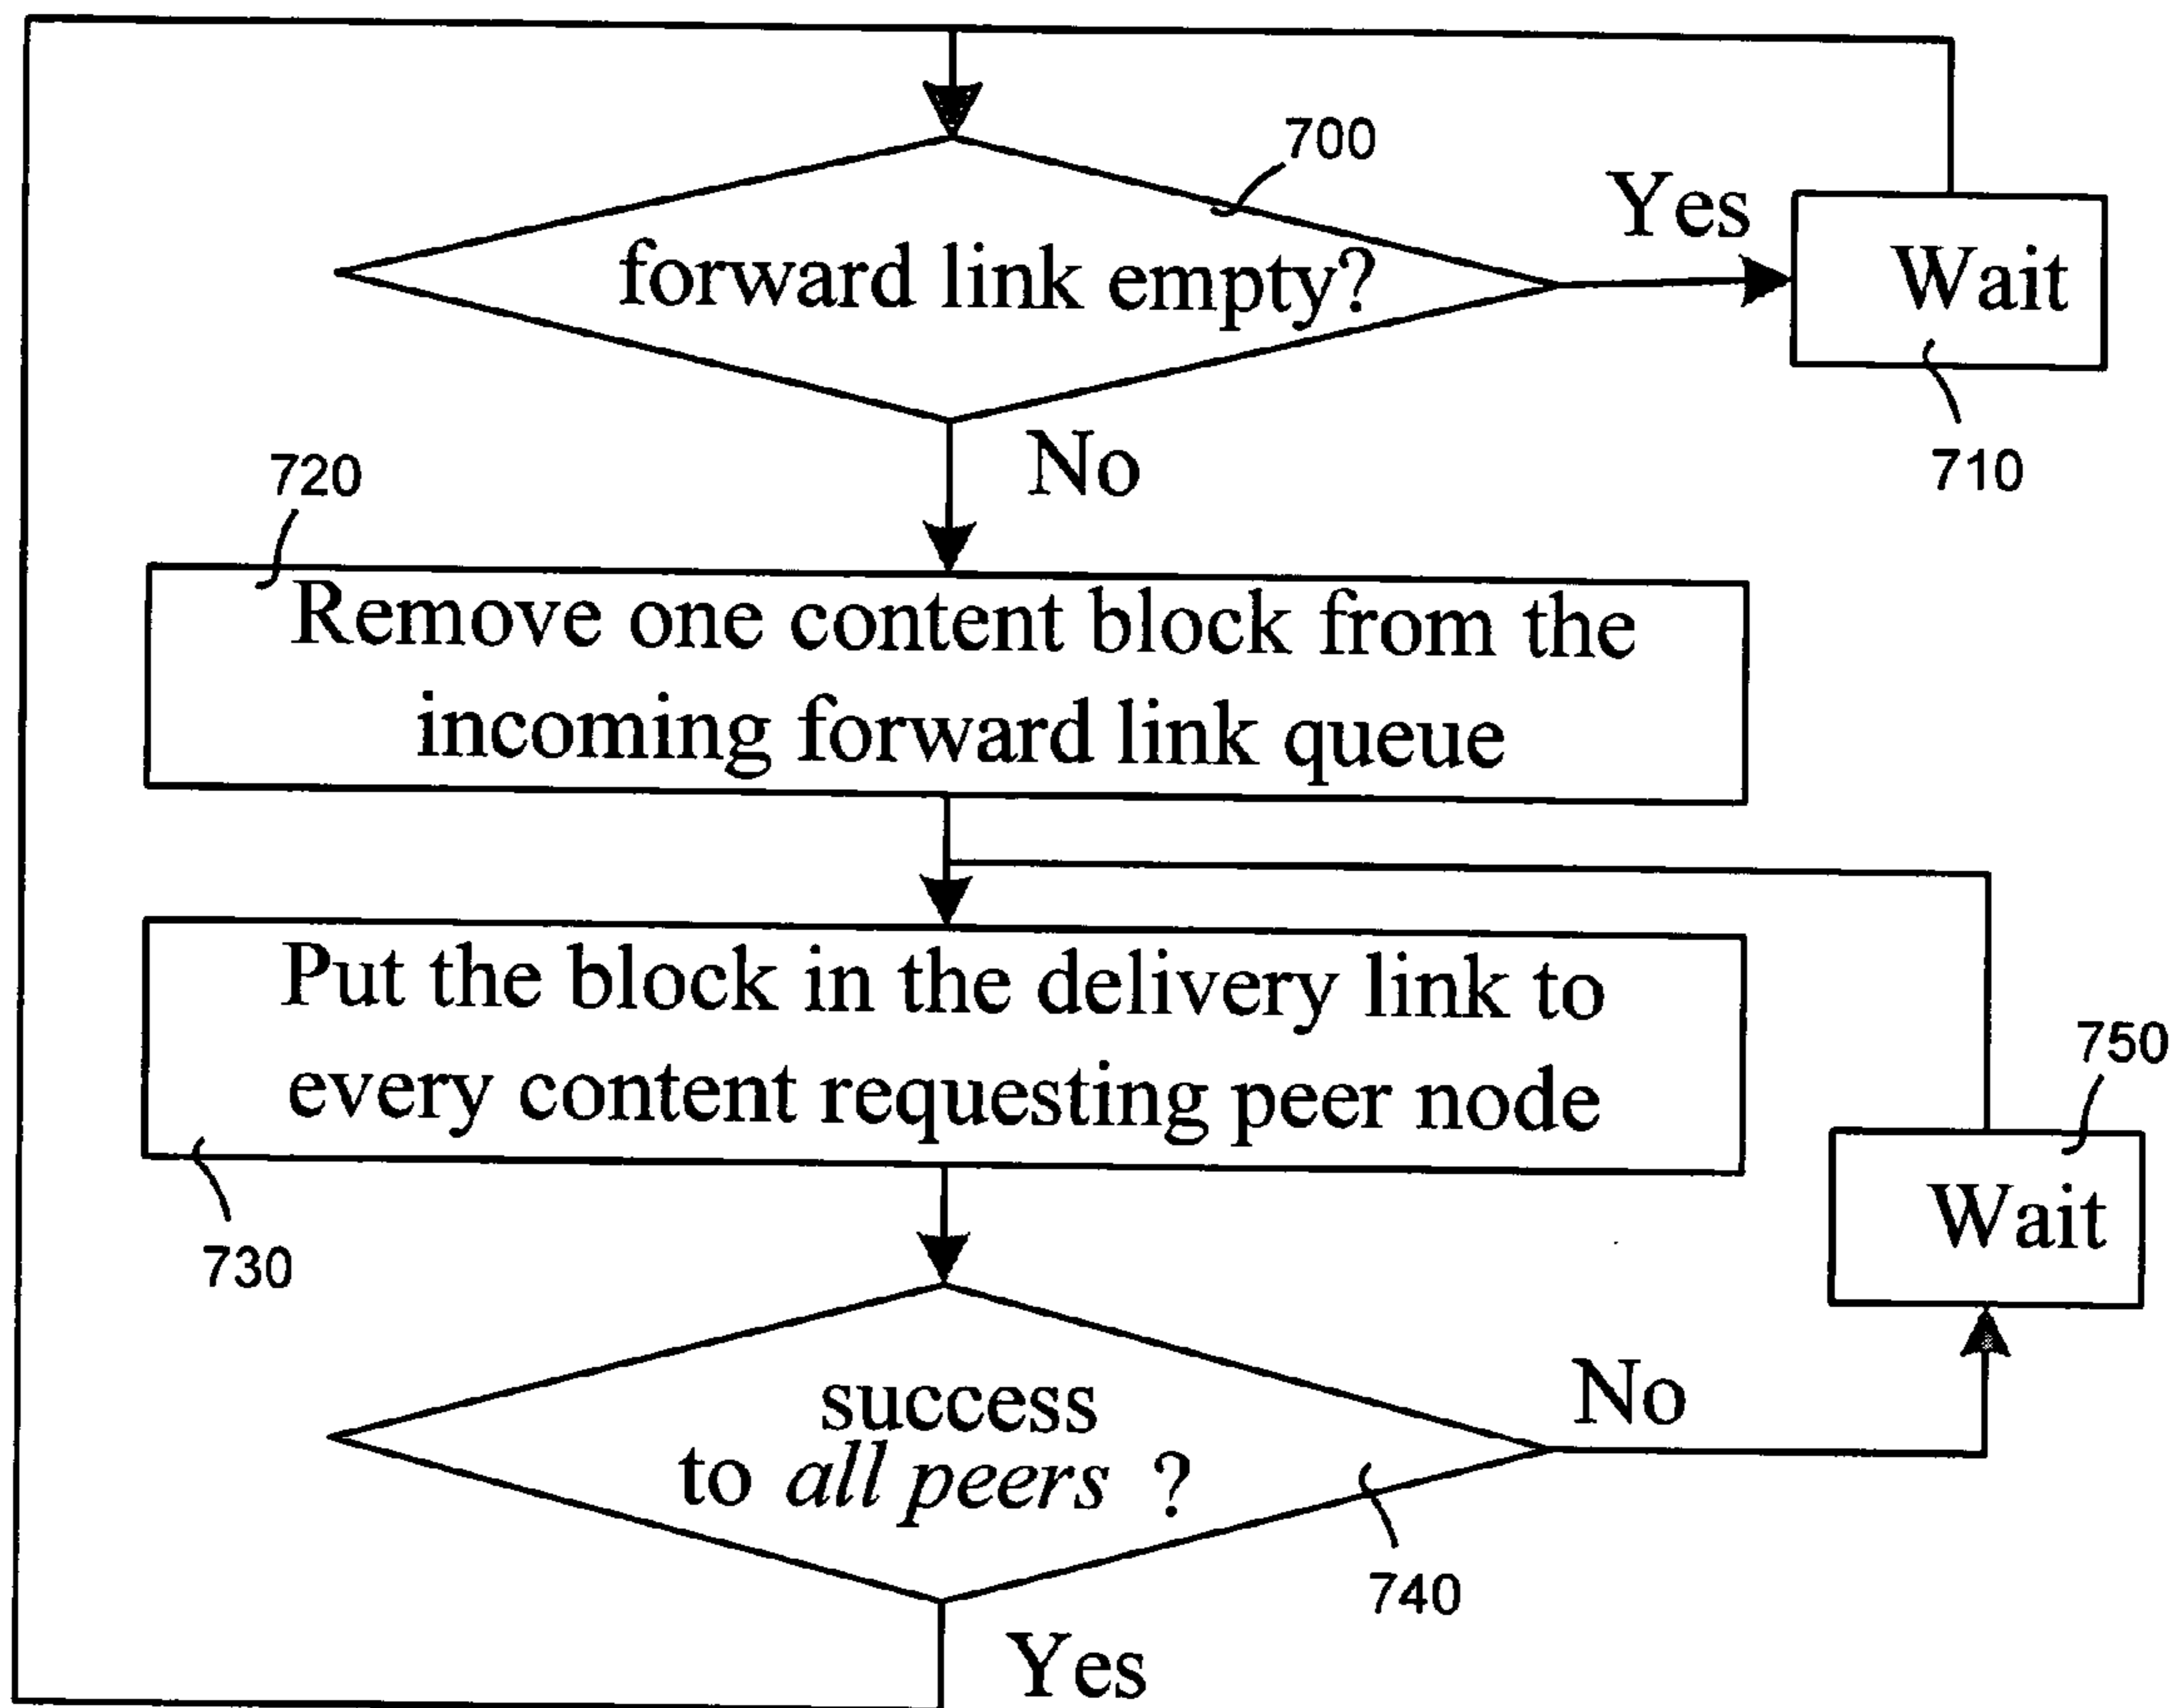 700
Yes
forward link empty?
Wait
710
No
720
Remove one content block from the
incoming forward link queue
Put the block in the delivery link to
every content requesting peer node
730
750
Wait
success
to all peers ?
No
740
Yes